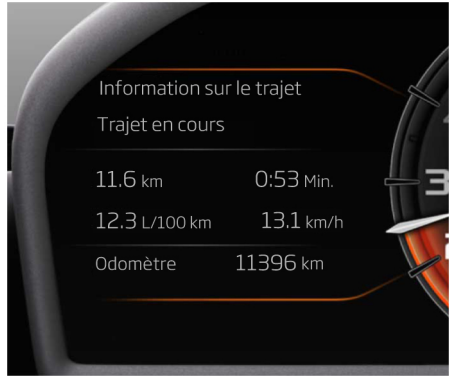 Information sur le trajet
Trajet en cours
11.6 km 0:53 Min.
12.3 L/100 km 13.1 km/h
Odomètre 11396 km
3